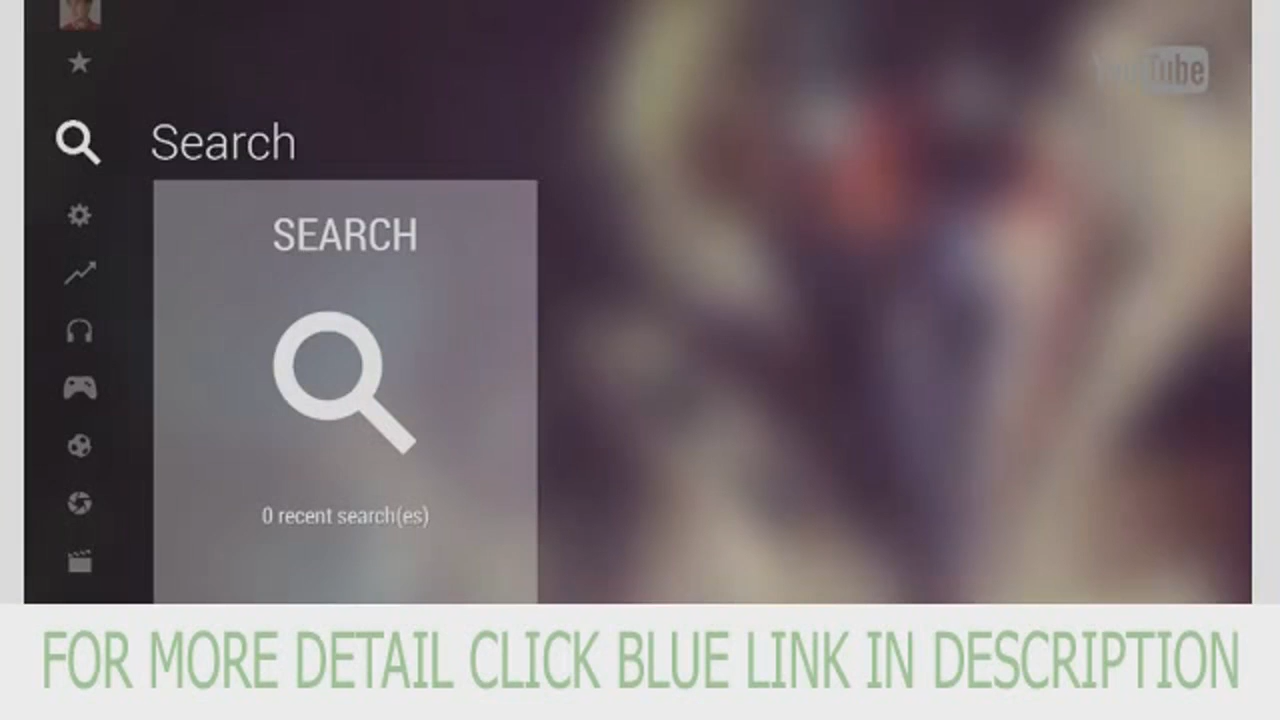 YouTube
Search
SEARCH
0 recent search(es)
FOR MORE DETAIL CLICK BLUE LINK IN DESCRIPTION